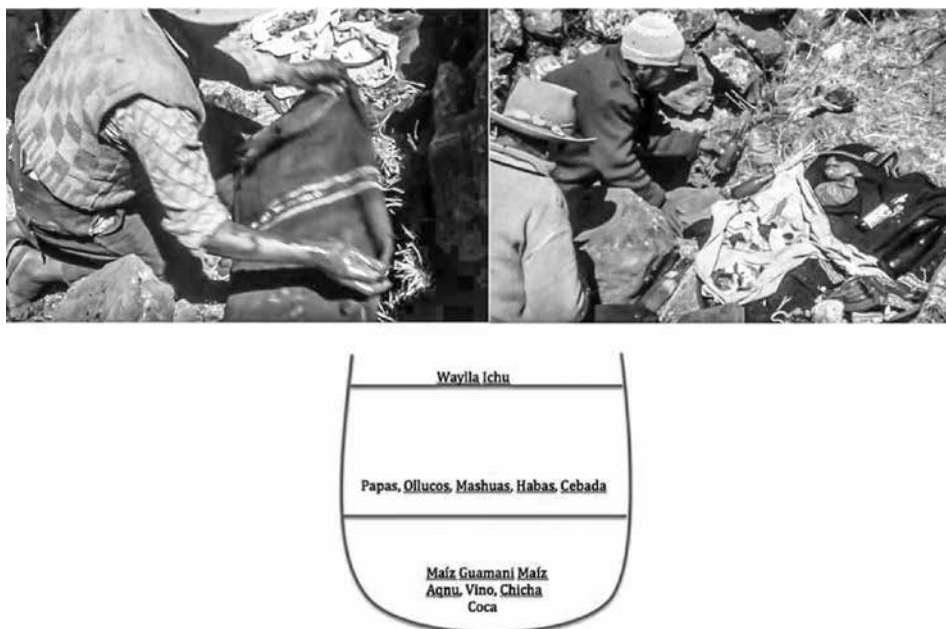 Waylla Ichu
Papas, Ollucos, Mashuas, Habas, Cebada
Maíz Guamani Maíz
Aqnu, Vino, Chicha
Coca